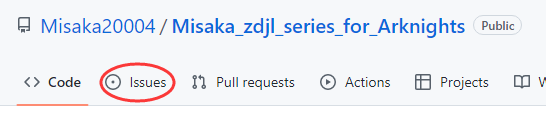 Misaka20004 / Misaka_zdjl_series_for_Arknights Public
Code Issues Pull requests Actions Projects W